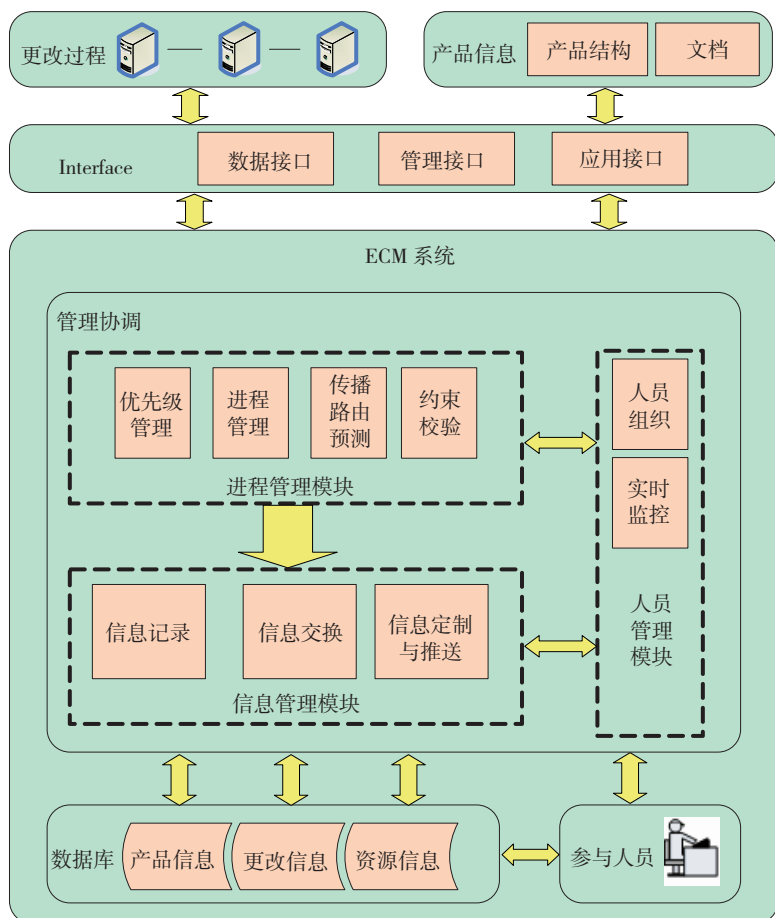 更改过程
产品信息
产品结构
文档
Interface
数据接口
管理接口
应用接口
ECM 系统
管理协调
优先级
管理
进程
管理
传播
路由
预测
约束
校验
进程管理模块
人员
组织
实时
监控
人员
管理
模块
信息记录
信息交换
信息定制
与推送
信息管理模块
数据库
产品信息
更改信息
资源信息
参与人员